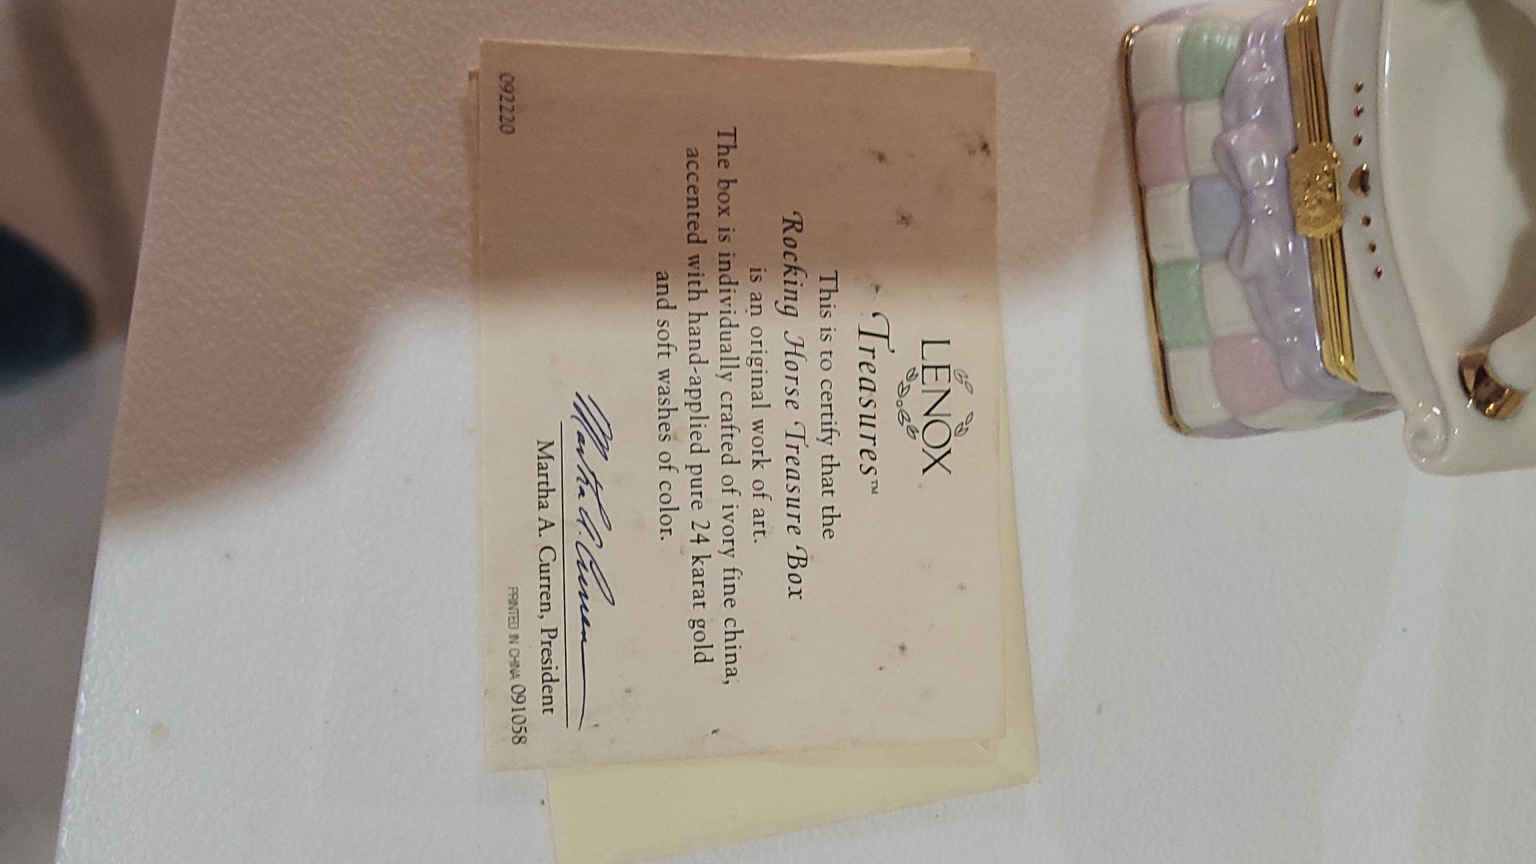 LENOX
Treasures™
This is to certify that the
Rocking Horse Treasure Box
is an original work of art.
The box is individually crafted of ivory fine china,
accented with hand-applied pure 24 karat gold
and soft washes of color.
Martha A. Curren
Martha A. Curren, President
092220
PRINTED IN CHINA 091058